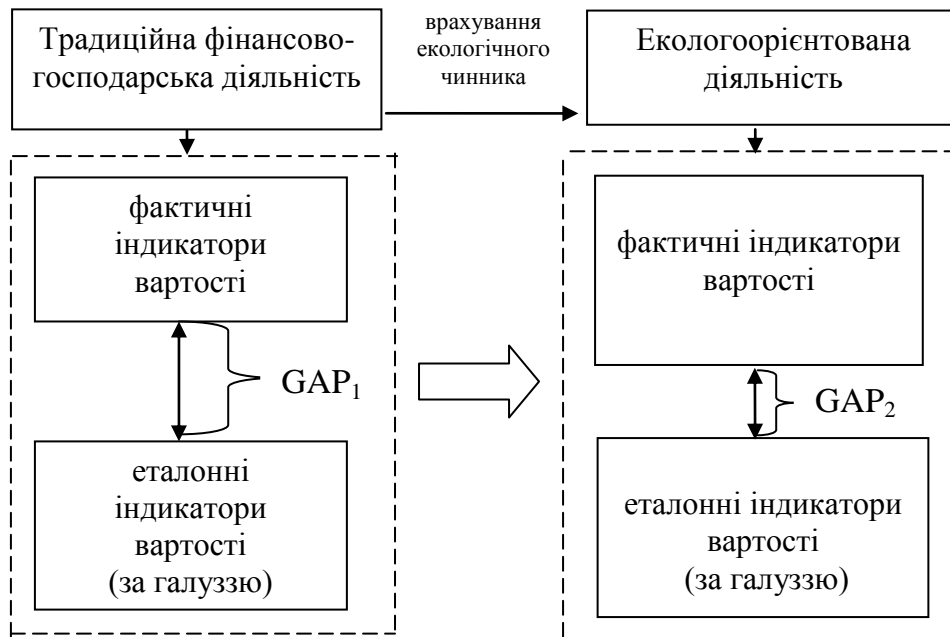 Традиційна фінансово-
господарська діяльність
врахування
екологічного
чинника
Екологоорієнтована
діяльність
фактичні
індикатори
вартості
GAP₁
еталонні
індикатори
вартості
(за галуззю)
фактичні індикатори
вартості
GAP₂
еталонні індикатори
вартості
(за галуззю)